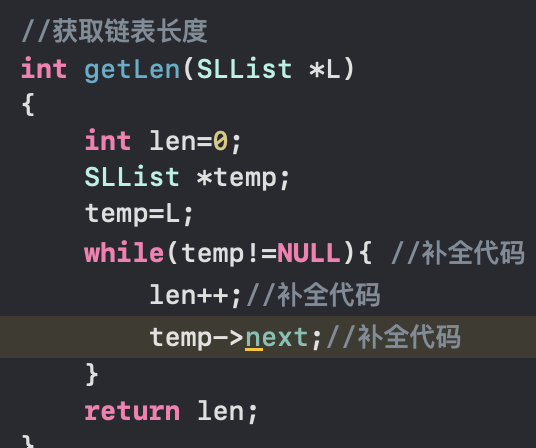 //获取链表长度
int getLen(SLList *L)
{
    int len=0;
    SLList *temp;
    temp=L;
    while(temp!=NULL){ //补全代码
        len++;//补全代码
        temp->next;//补全代码
    }
    return len;
}